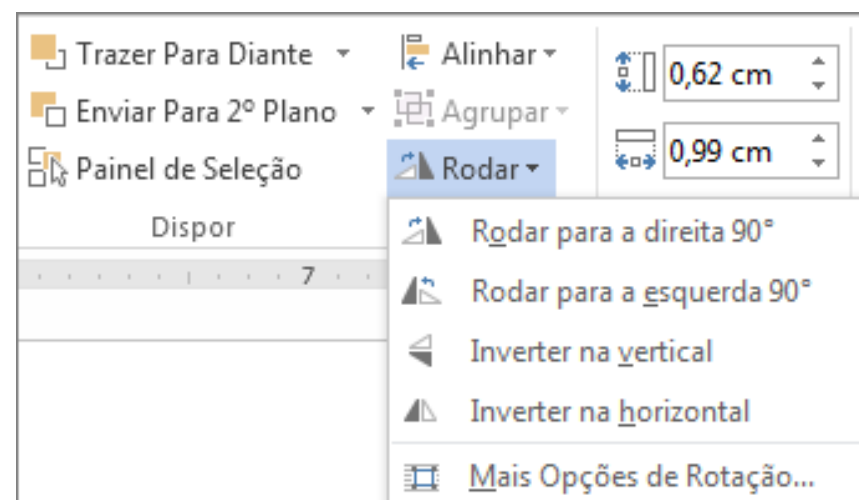 Trazer Para Diante
Alinhar
0,62 cm
Enviar Para 2º Plano
Agrupar
0,99 cm
Painel de Seleção
Rodar
Dispor
7
Rodar para a direita 90°
Rodar para a esquerda 90°
Inverter na vertical
Inverter na horizontal
Mais Opções de Rotação...